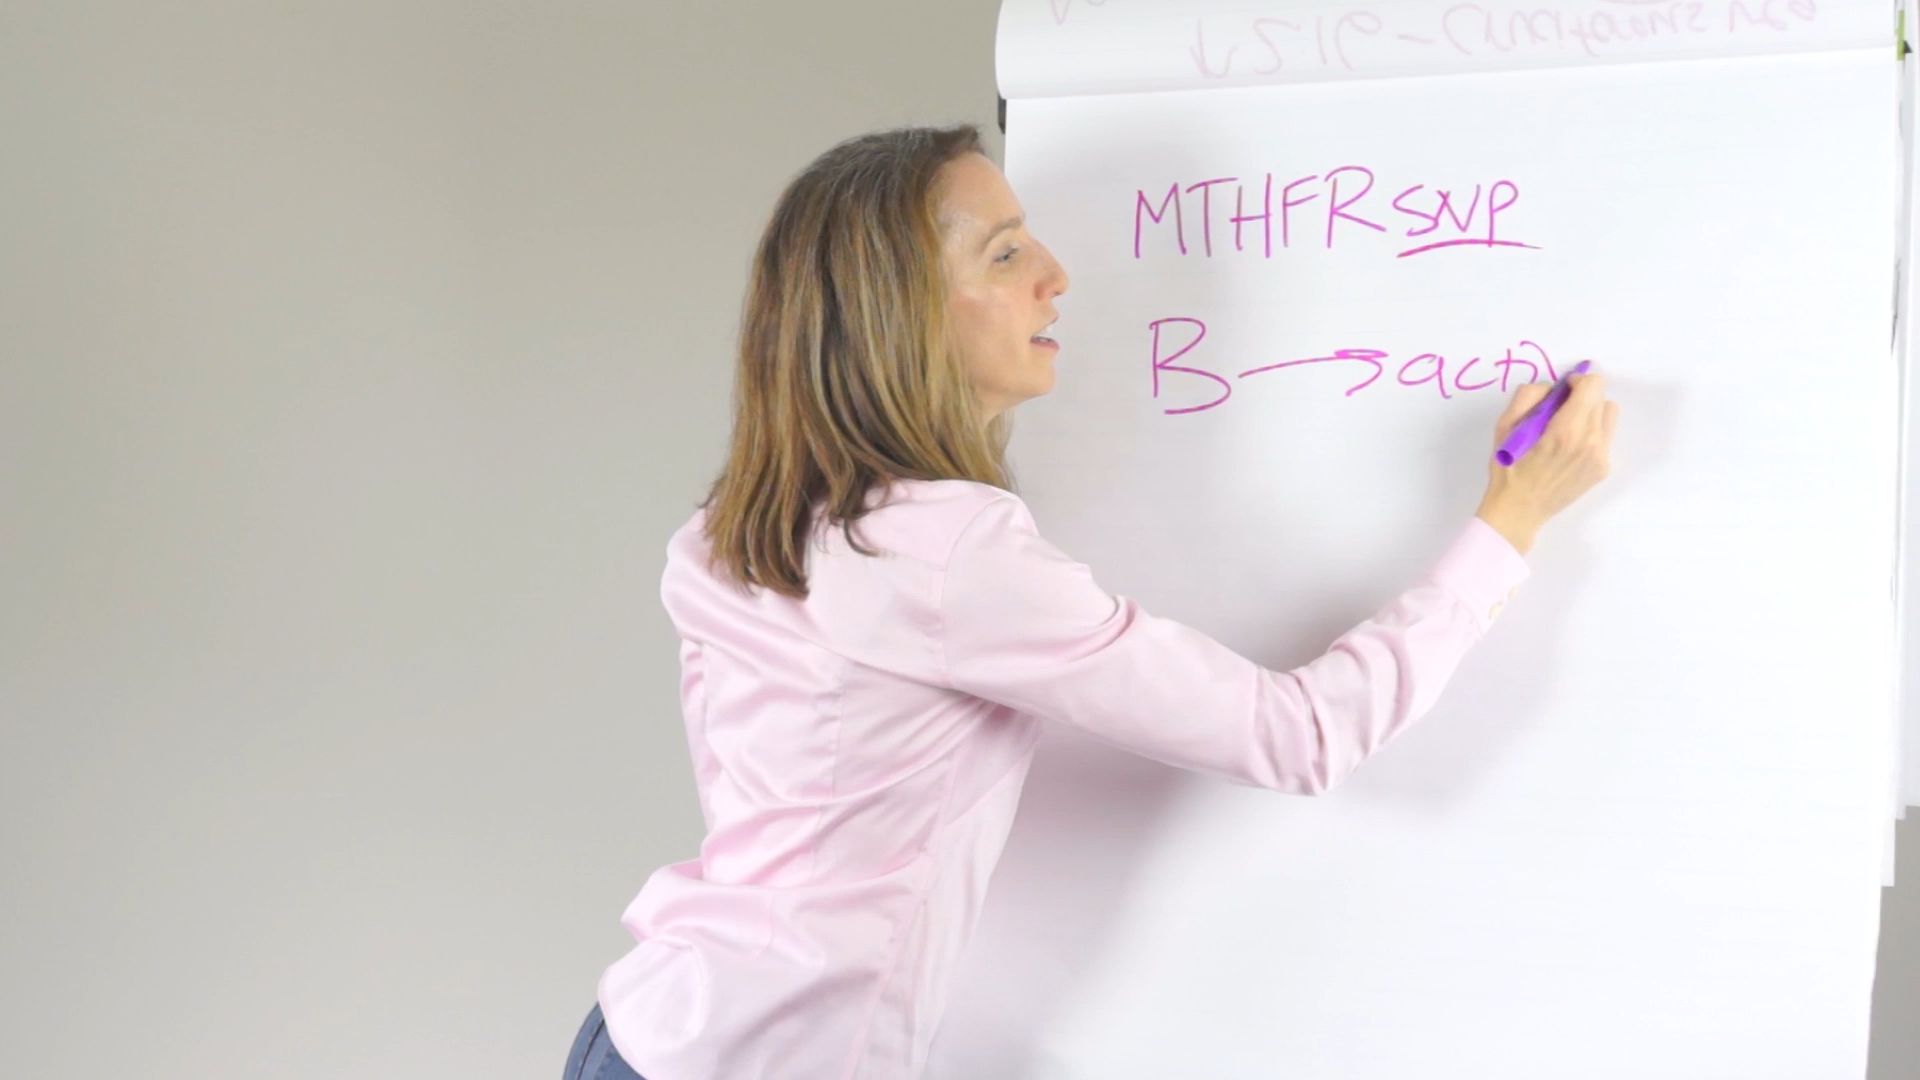 MTHFR SNP
B → activ